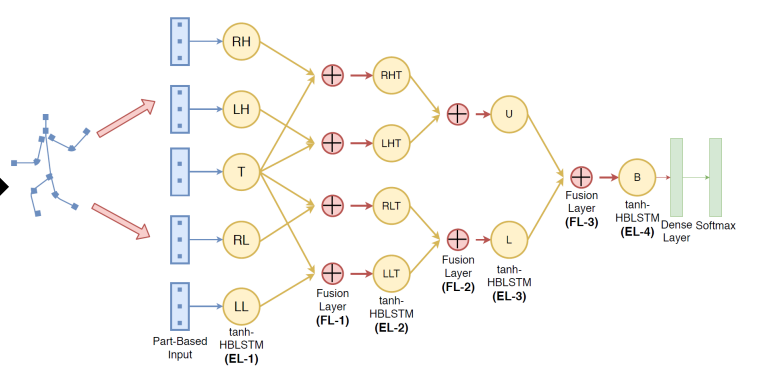 RH
LH
T
RL
LL
RHT
LHT
RLT
LLT
U
L
B
Part-Based
Input
tanh-
HBLSTM
(EL-1)
Fusion
Layer
(FL-1)
tanh-
HBLSTM
(EL-2)
Fusion
Layer
(FL-2)
tanh-
HBLSTM
(EL-3)
Fusion
Layer
(FL-3)
tanh-
HBLSTM
(EL-4)
Dense
Layer
Softmax